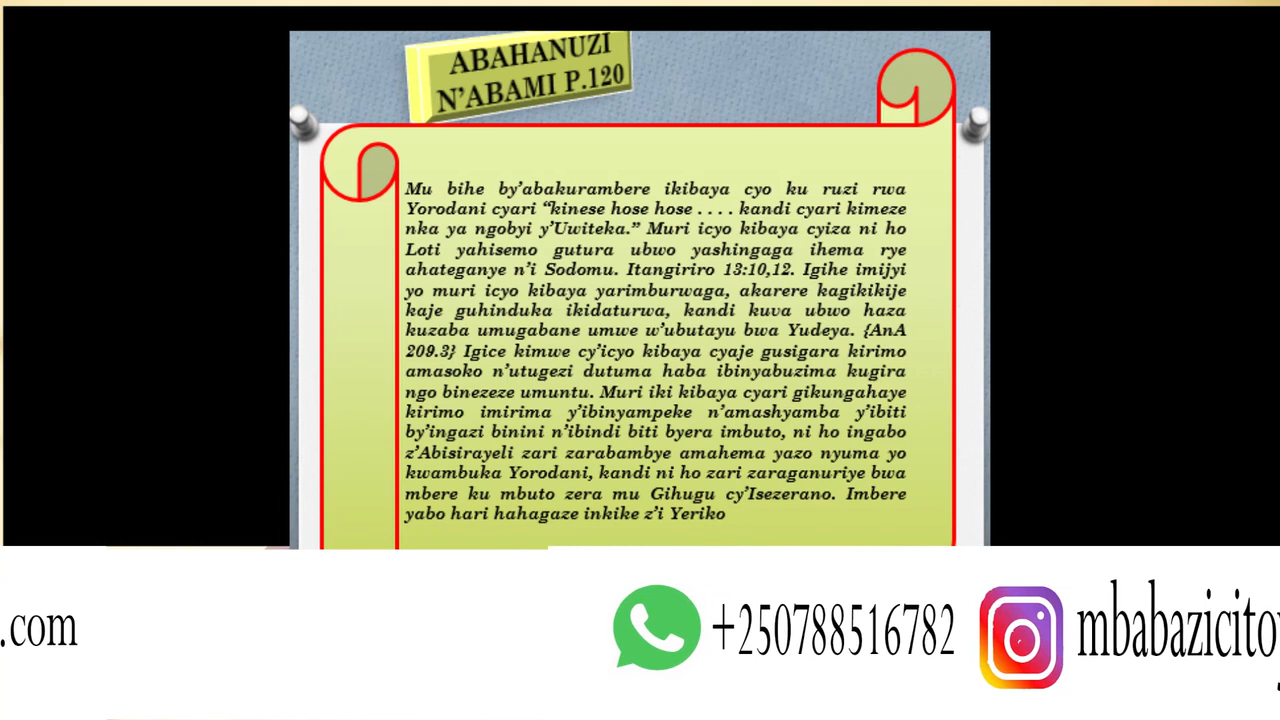 ABAHANUZI
N’ABAMI P.120
Mu bihe by’abakurambere ikibaya cyo ku ruzi rwa
Yorodani cyari “kinese hose hose . . . . kandi cyari kimeze
nka ya ngobyi y’Uwiteka.” Muri icyo kibaya cyiza ni ho
Loti yahisemo gutura ubwo yashingaga ihema rye
ahateganye n’i Sodomu. Itangiriro 13:10,12. Igihe imijyi
yo muri icyo kibaya yarimburwaga, akarere kagikikije
kaje guhinduka ikidaturwa, kandi kuva ubwo haza
kuzaba umugabane umwe w’ubutayu bwa Yudeya. {AnA
209.3} Igice kimwe cy’icyo kibaya cyaje gusigara kirimo
amasoko n’utugezi dutuma haba ibinyabuzima kugira
ngo binezeze umuntu. Muri iki kibaya cyari gikungahaye
kirimo imirima y’ibinyampeke n’amashyamba y’ibiti
by’ingazi binini n’ibindi biti byera imbuto, ni ho ingabo
z’Abisirayeli zari zarabambye amahema yazo nyuma yo
kwambuka Yorodani, kandi ni ho zari zaraganuriye bwa
mbere ku mbuto zera mu Gihugu cy’Isezerano. Imbere
yabo hari hahagaze inkike z’i Yeriko
.com +250788516782 mbabazicito